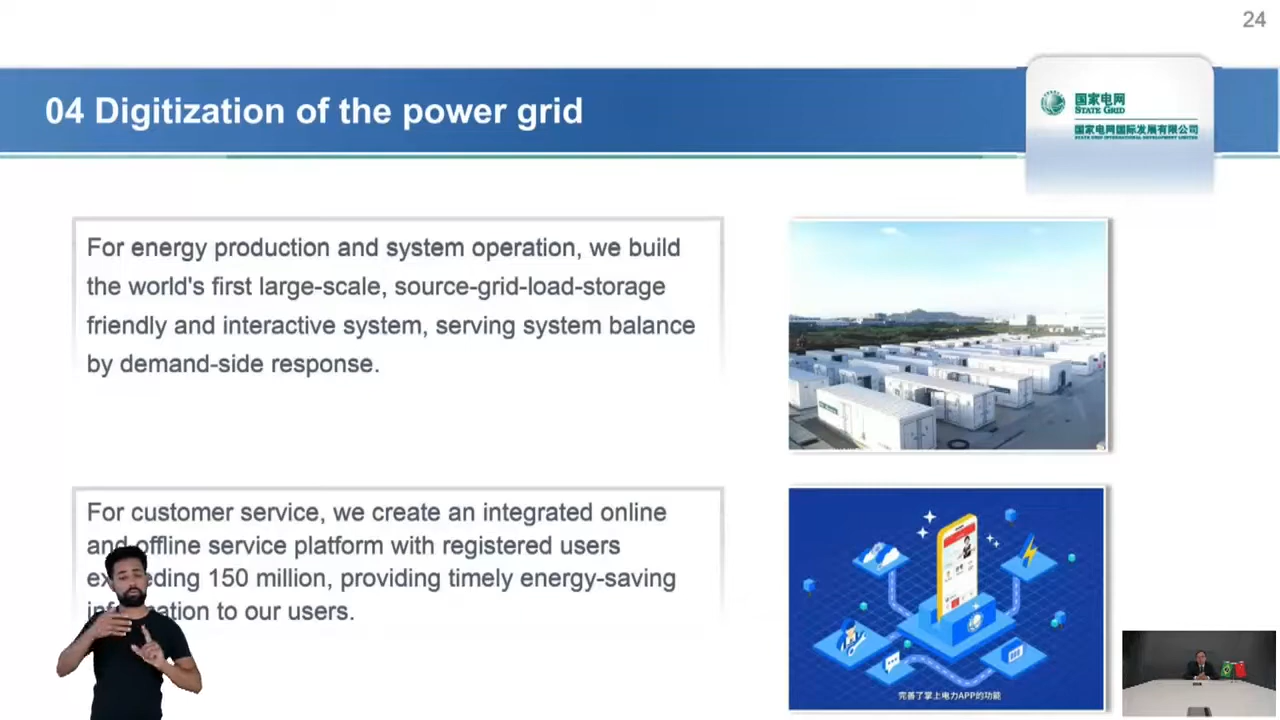 24
04 Digitization of the power grid
国家电网
STATE GRID
国家电网国际发展有限公司
STATE GRID INTERNATIONAL DEVELOPMENT LIMITED
For energy production and system operation, we build
the world's first large-scale, source-grid-load-storage
friendly and interactive system, serving system balance
by demand-side response.
For customer service, we create an integrated online
and offline service platform with registered users
exceeding 150 million, providing timely energy-saving
information to our users.
完善了掌上电力APP的功能